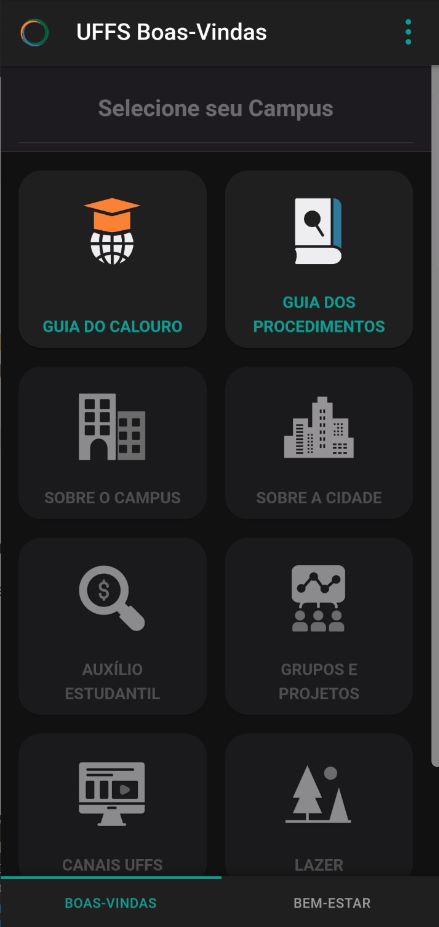 UFFS Boas-Vindas
Selecione seu Campus
GUIA DO CALOURO
GUIA DOS
PROCEDIMENTOS
SOBRE O CAMPUS
SOBRE A CIDADE
AUXÍLIO
ESTUDANTIL
GRUPOS E
PROJETOS
CANAIS UFFS
LAZER
BOAS-VINDAS
BEM-ESTAR